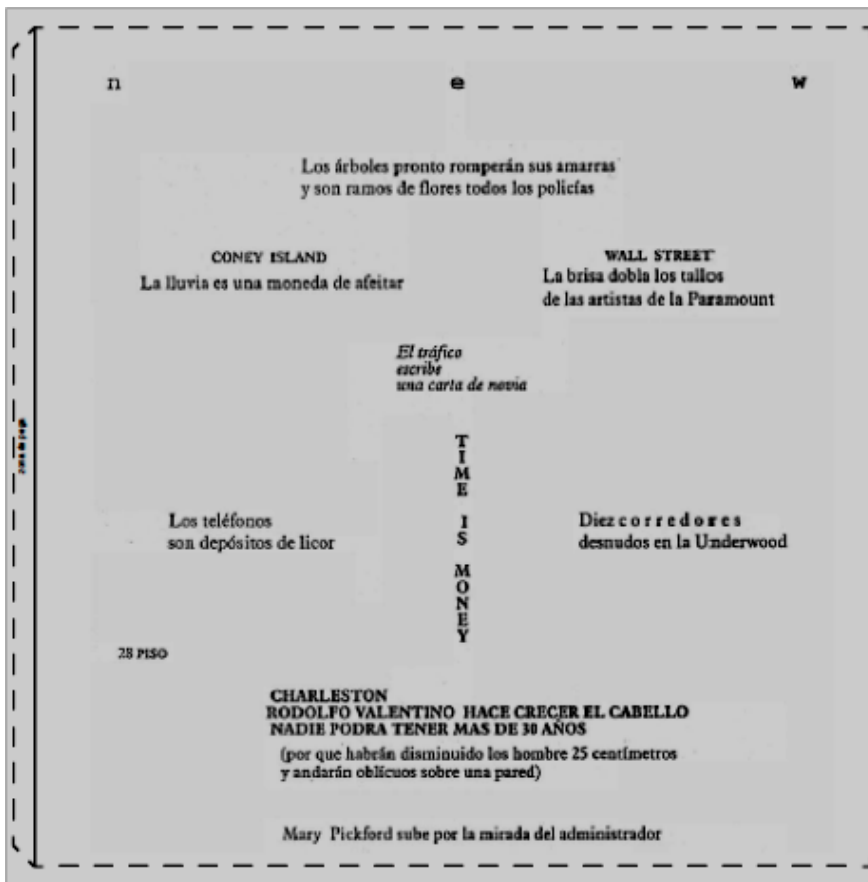 n e w
Los árboles pronto romperán sus amarras
y son ramos de flores todos los policías
CONEY ISLAND
La lluvia es una moneda de afeitar
WALL STREET
La brisa dobla los tallos
de las artistas de la Paramount
El tráfico
escribe
una carta de novia
TIME IS MONEY
Los teléfonos
son depósitos de licor
Diez corredores
desnudos en la Underwood
28 PISO
CHARLESTON
RODOLFO VALENTINO HACE CRECER EL CABELLO
NADIE PODRA TENER MAS DE 30 AÑOS
(por que habrán disminuido los hombre 25 centímetros
y andarán oblícuos sobre una pared)
Mary Pickford sube por la mirada del administrador